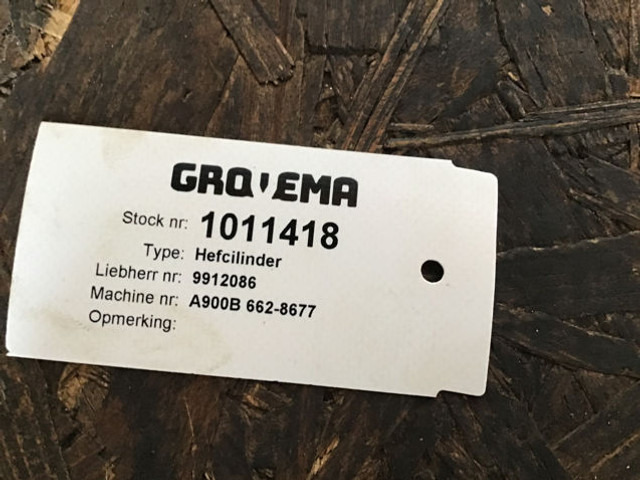 GROVEMA
Stock nr: 1011418
Type: Hefcilinder
Liebherr nr: 9912086
Machine nr: A900B 662-8677
Opmerking: